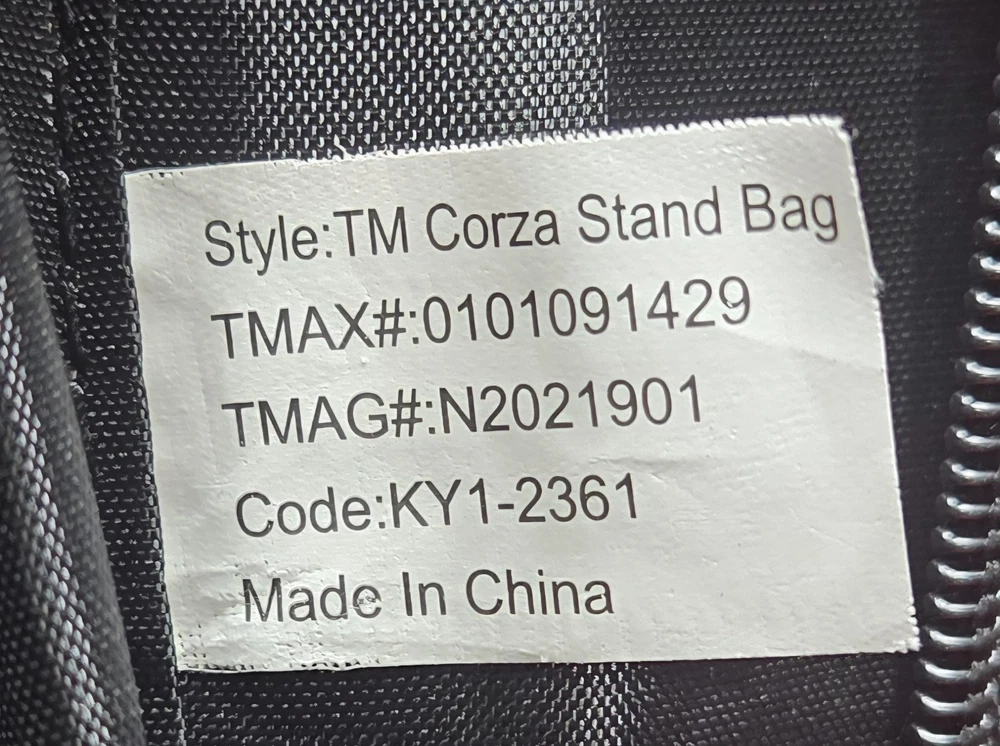 Style:TM Corza Stand Bag
TMAX#:0101091429
TMAG#:N2021901
Code:KY1-2361
Made In China